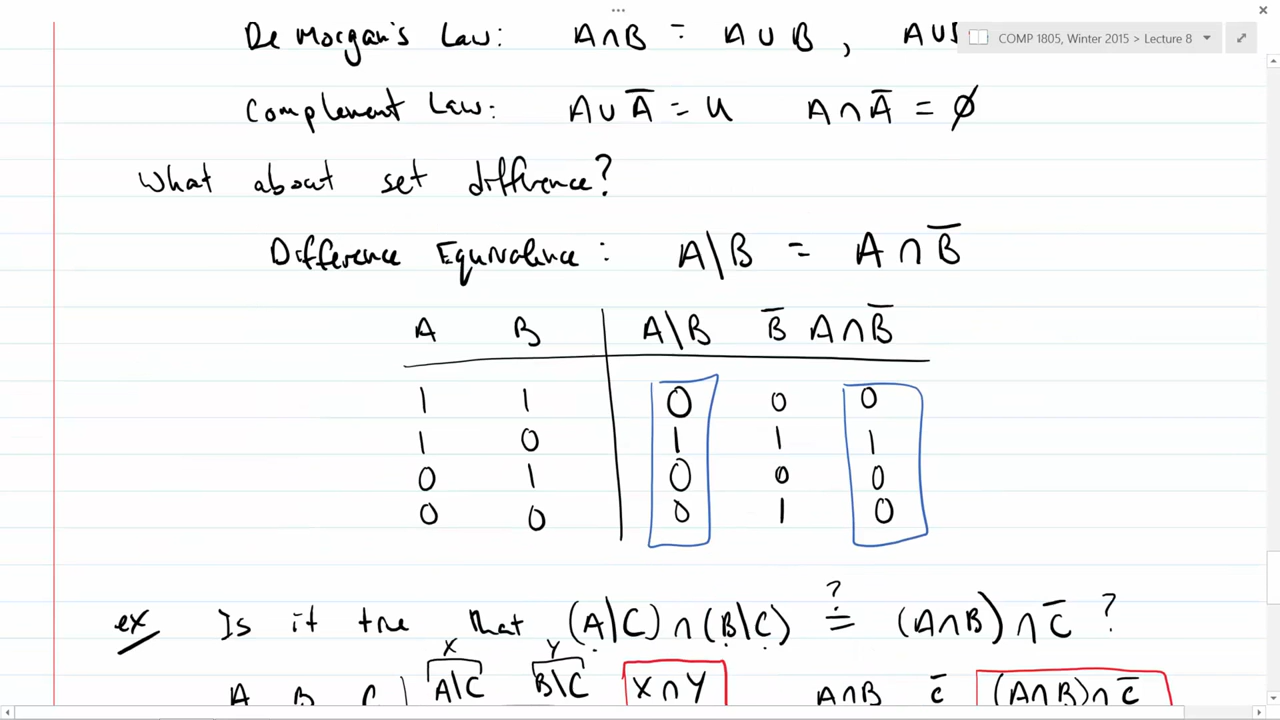 COMP 1805, Winter 2015 > Lecture 8
De Morgan's Law: A∩B = A∪B , A∪B
Complement Law: A∪A̅ = U A∩A̅ = ∅
What about set difference?
Difference Equivalence : A\B = A∩B̅
A B A\B B̅ A∩B̅
1 1 0 0 0
1 0 1 1 1
0 1 0 0 0
0 0 0 1 0
ex Is it true that (A\C)∩(B\C) ≟ (A∩B)∩C̅ ?
X Y
A B C A\C B\C X∩Y A∩B C̅ (A∩B)∩C̅